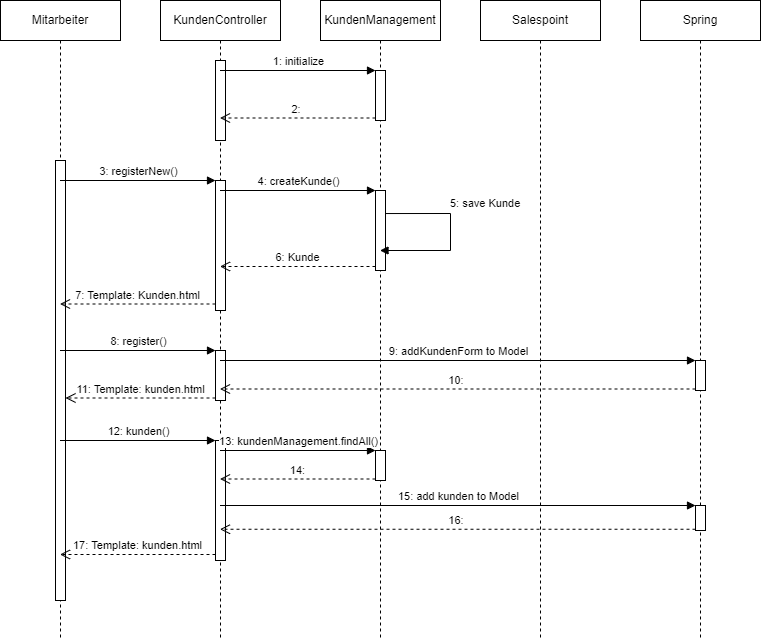 Mitarbeiter
KundenController
KundenManagement
Salespoint
Spring
1: initialize
2:
3: registerNew()
4: createKunde()
5: save Kunde
6: Kunde
7: Template: Kunden.html
8: register()
9: addKundenForm to Model
10:
11: Template: kunden.html
12: kunden()
13: kundenManagement.findAll()
14:
15: add kunden to Model
16:
17: Template: kunden.html